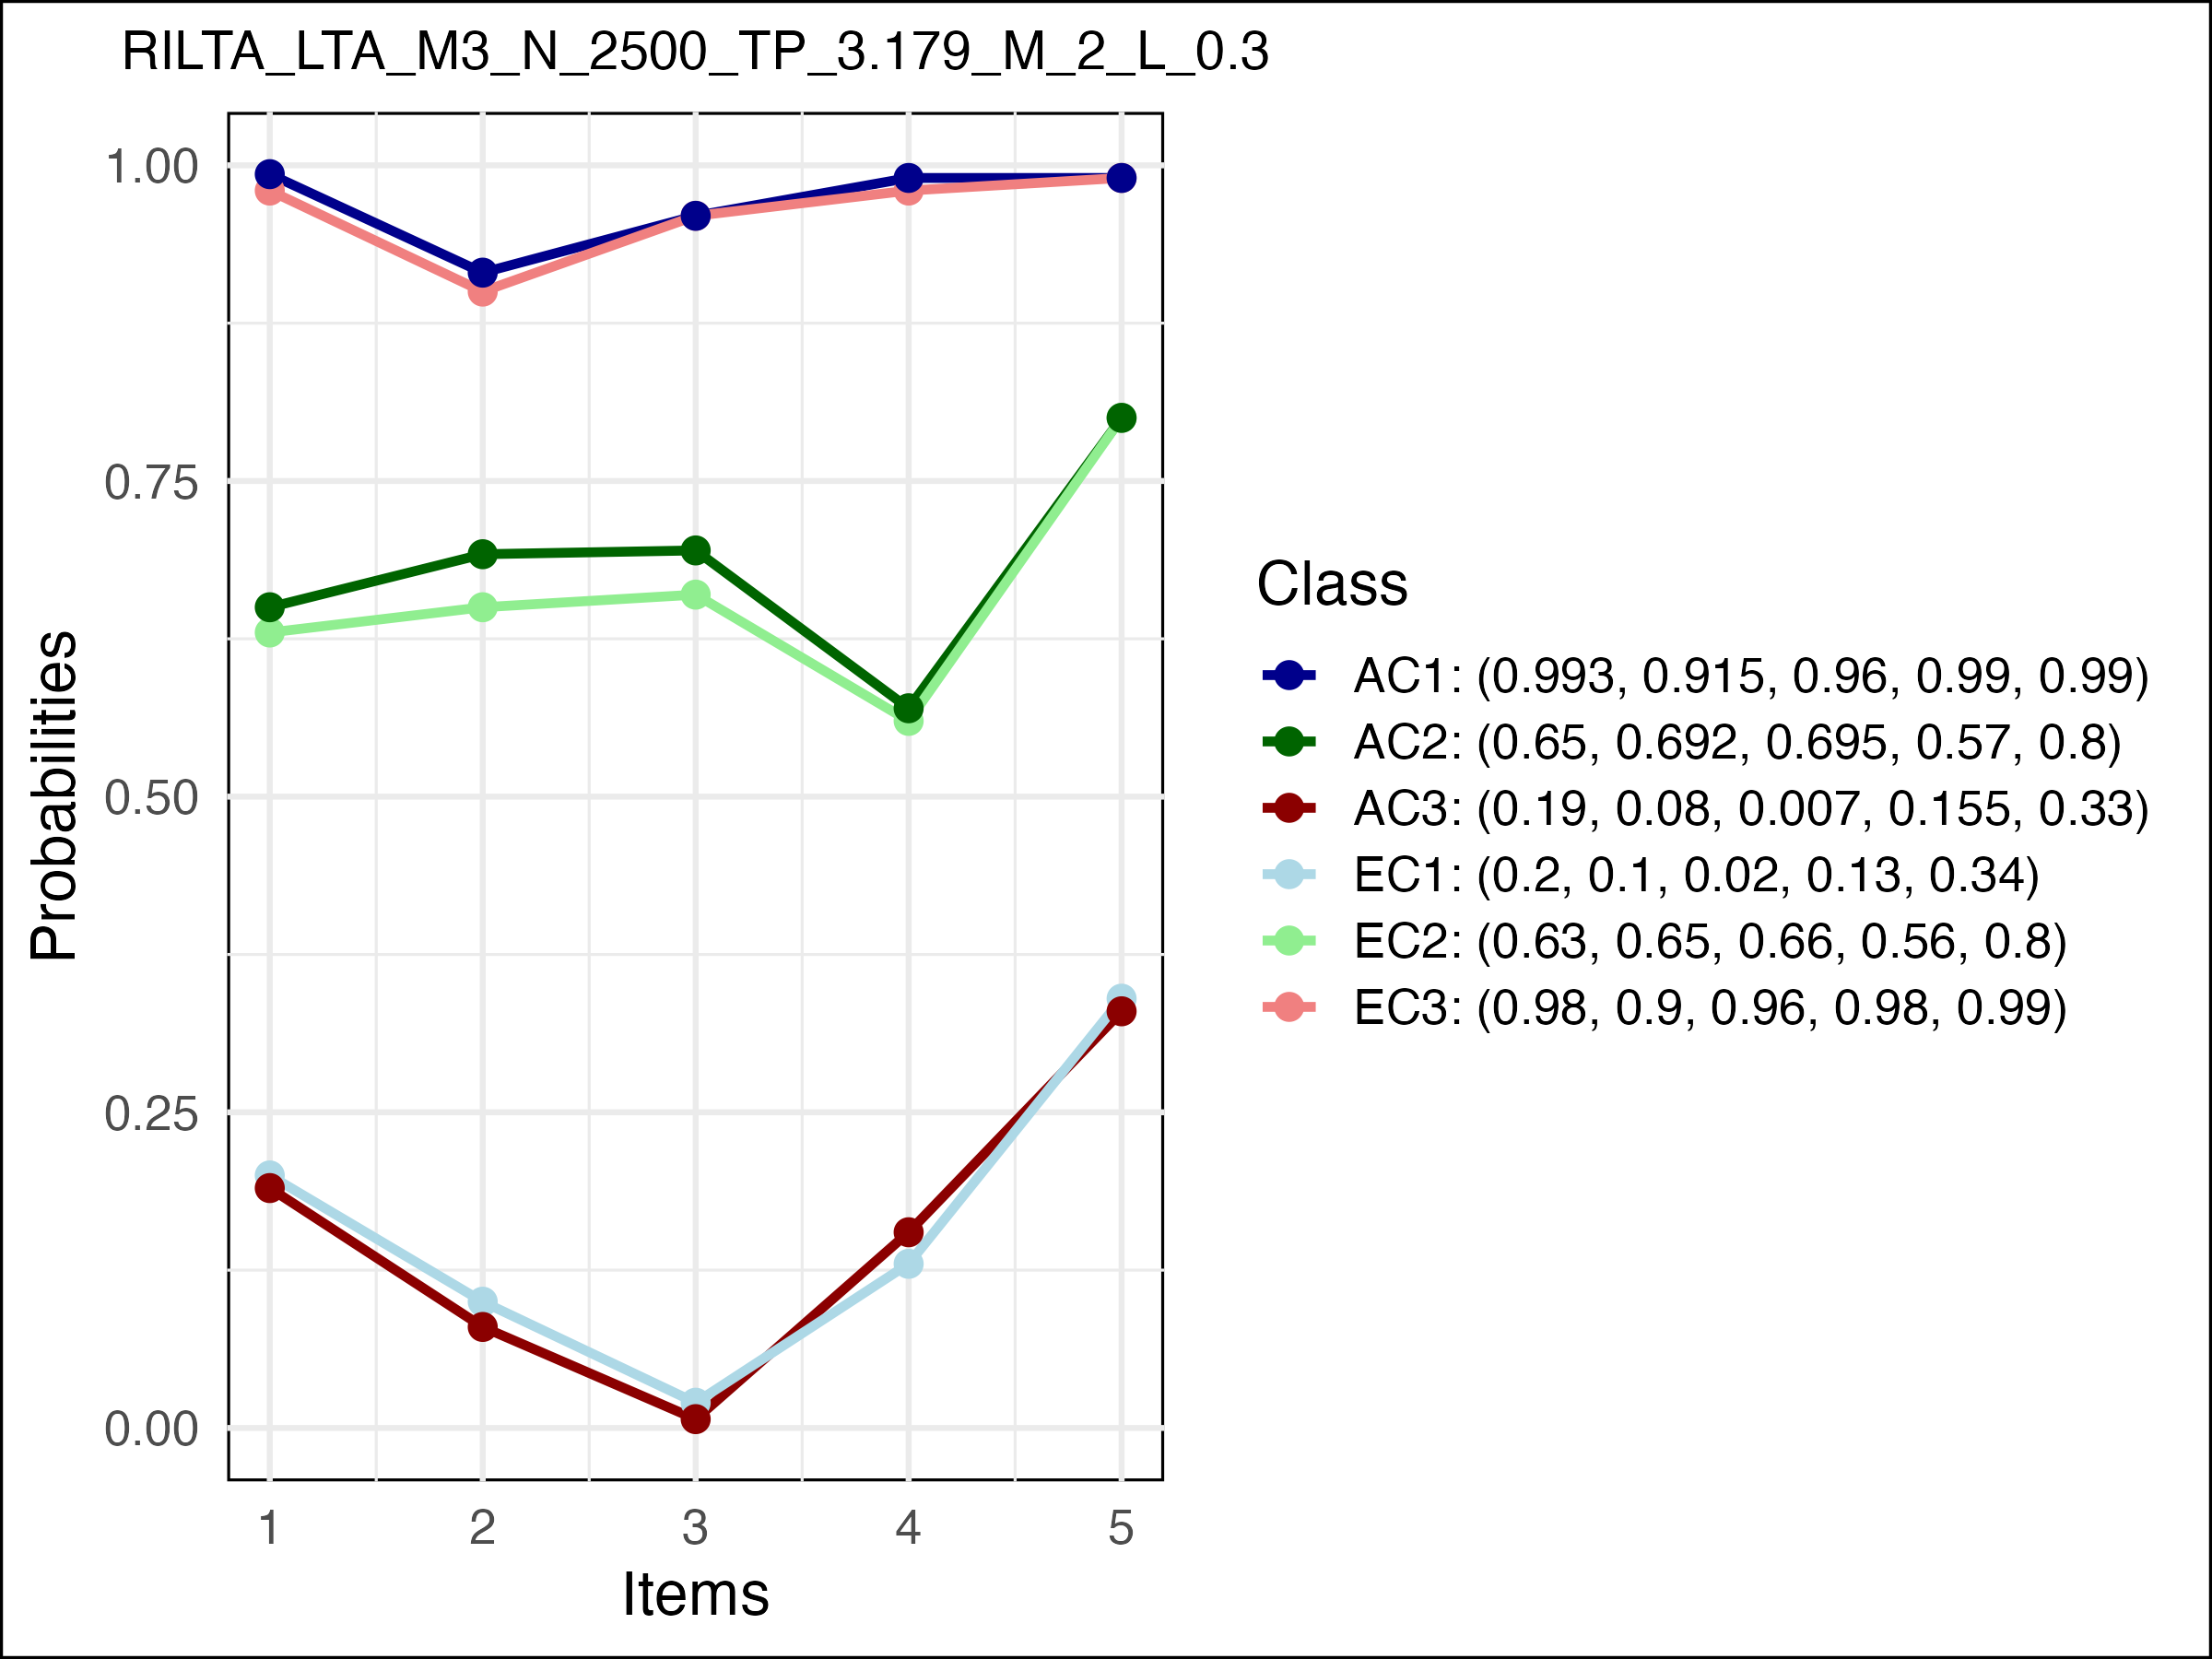 RILTA_LTA_M3_N_2500_TP_3.179_M_2_L_0.3
1.00
0.75
0.50
0.25
0.00
Probabilities
1 2 3 4 5
Items
Class
AC1: (0.993, 0.915, 0.96, 0.99, 0.99)
AC2: (0.65, 0.692, 0.695, 0.57, 0.8)
AC3: (0.19, 0.08, 0.007, 0.155, 0.33)
EC1: (0.2, 0.1, 0.02, 0.13, 0.34)
EC2: (0.63, 0.65, 0.66, 0.56, 0.8)
EC3: (0.98, 0.9, 0.96, 0.98, 0.99)